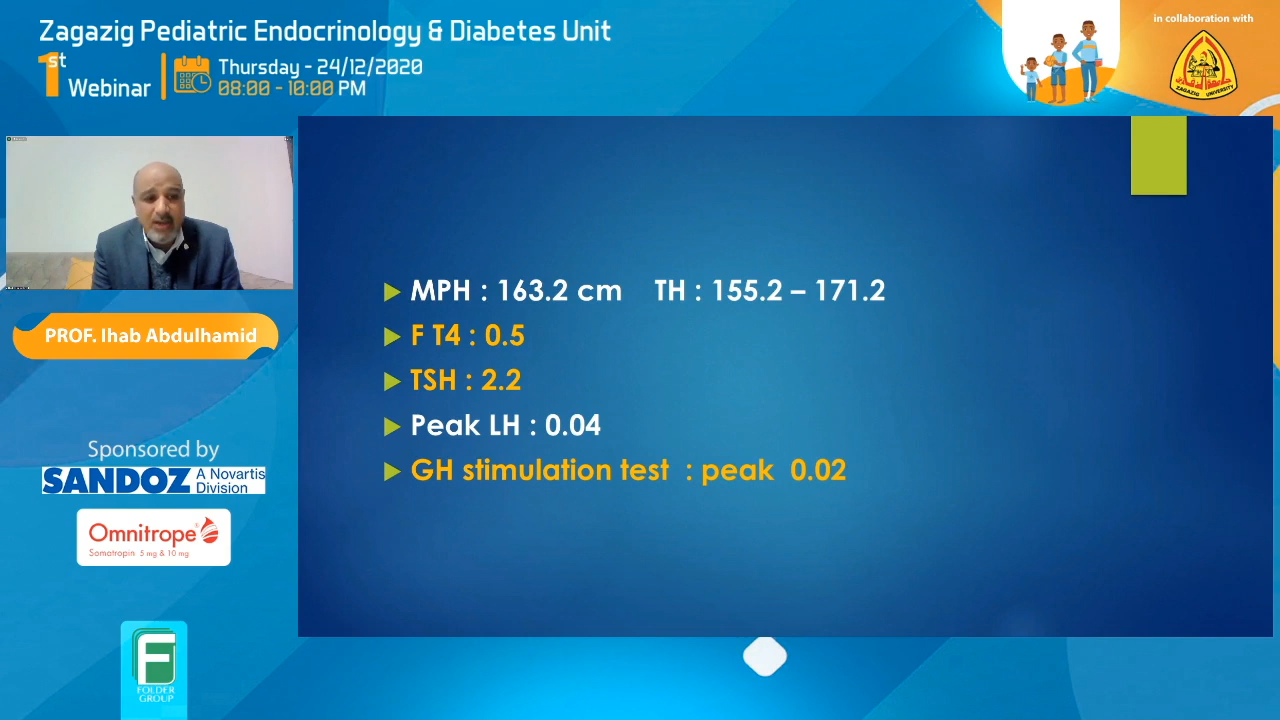 Zagazig Pediatric Endocrinology & Diabetes Unit
1st Webinar
Thursday - 24/12/2020
08:00 - 10:00 PM
in collaboration with
ZAGAZIG UNIVERSITY
MPH : 163.2 cm TH : 155.2 – 171.2
F T4 : 0.5
TSH : 2.2
Peak LH : 0.04
GH stimulation test : peak 0.02
PROF. Ihab Abdulhamid
Sponsored by
SANDOZ A Novartis
Division
Omnitrope®
Somatropin 5 mg & 10 mg
F
FOLDER
GROUP